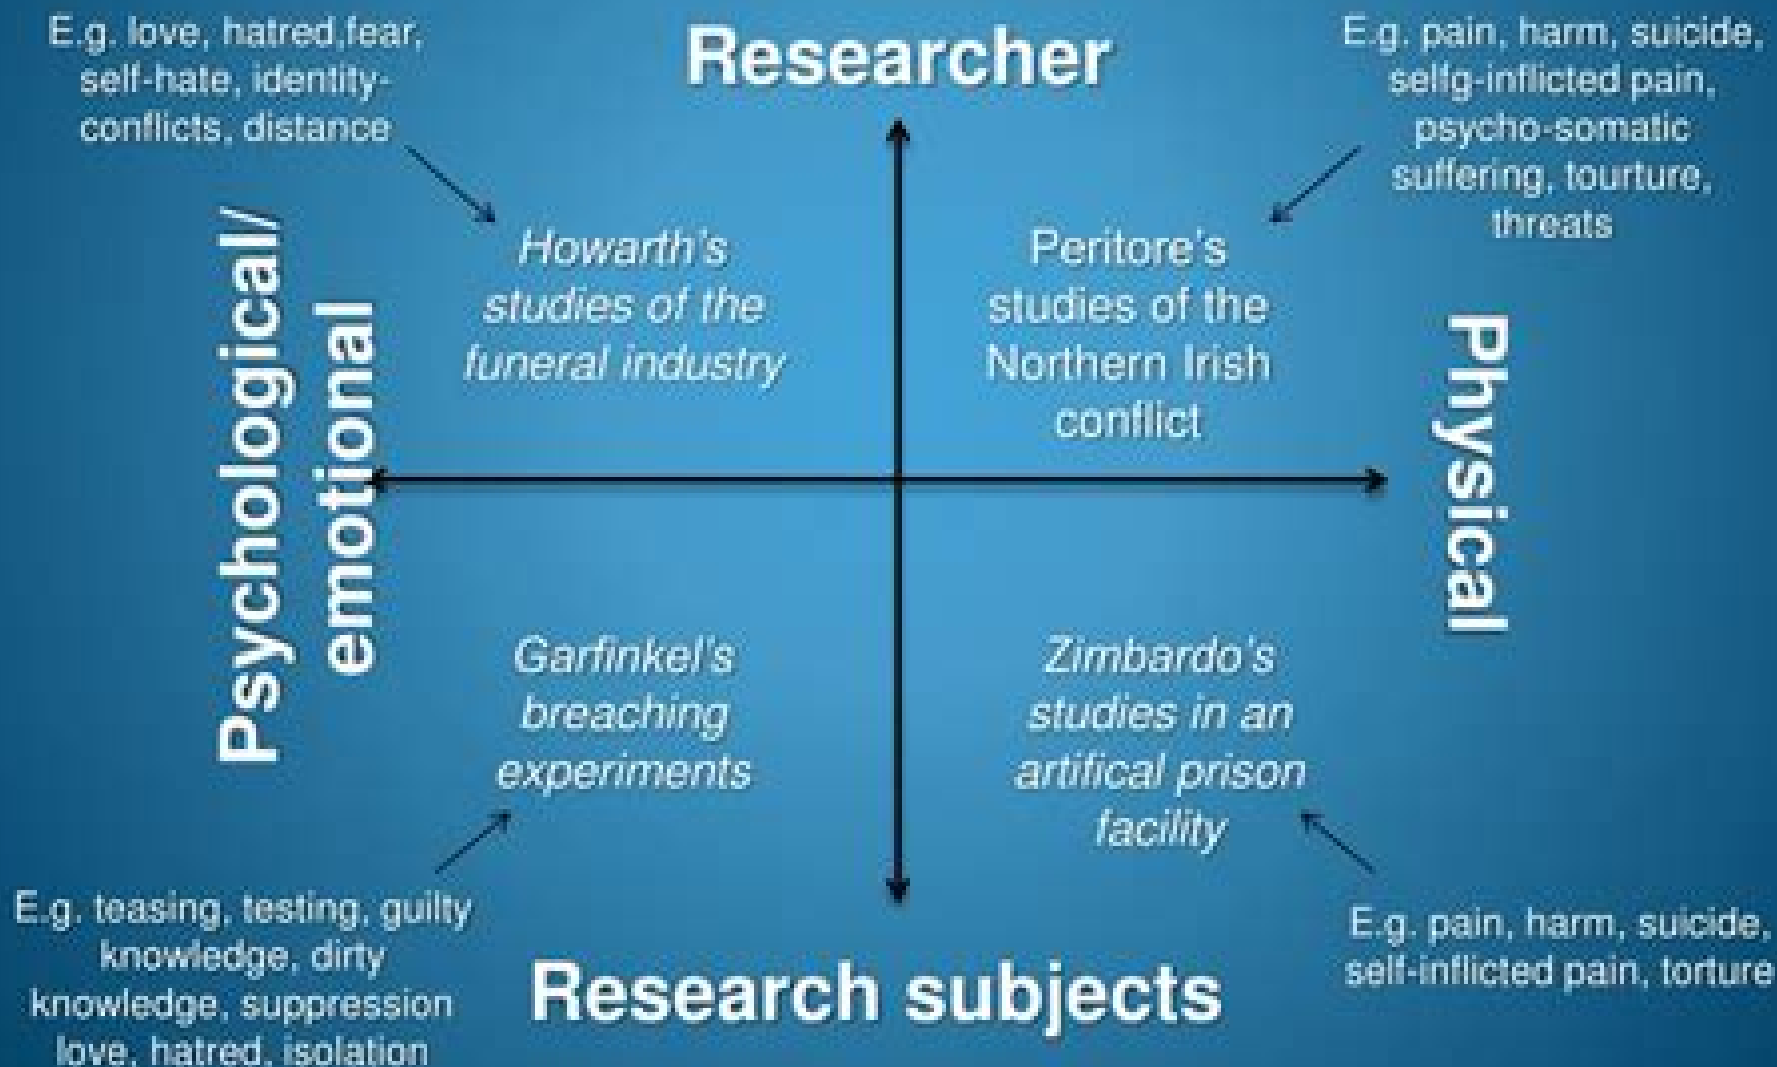 E.g. love, hatred,fear,
self-hate, identity-
conflicts, distance
Researcher
E.g. pain, harm, suicide,
sellg-inflicted pain,
psycho-somatic
suffering, tourture,
threats
Psychological/
emotional
Howarth's
studies of the
funeral industry
Peritore's
studies of the
Northern Irish
conflict
Physical
Garfinkel's
breaching
experiments
Zimbardo's
studies in an
artifical prison
facility
E.g. teasing, testing, guilty
knowledge, dirty
knowledge, suppression
love, hatred, isolation
Research subjects
E.g. pain, harm, suicide,
self-inflicted pain, torture